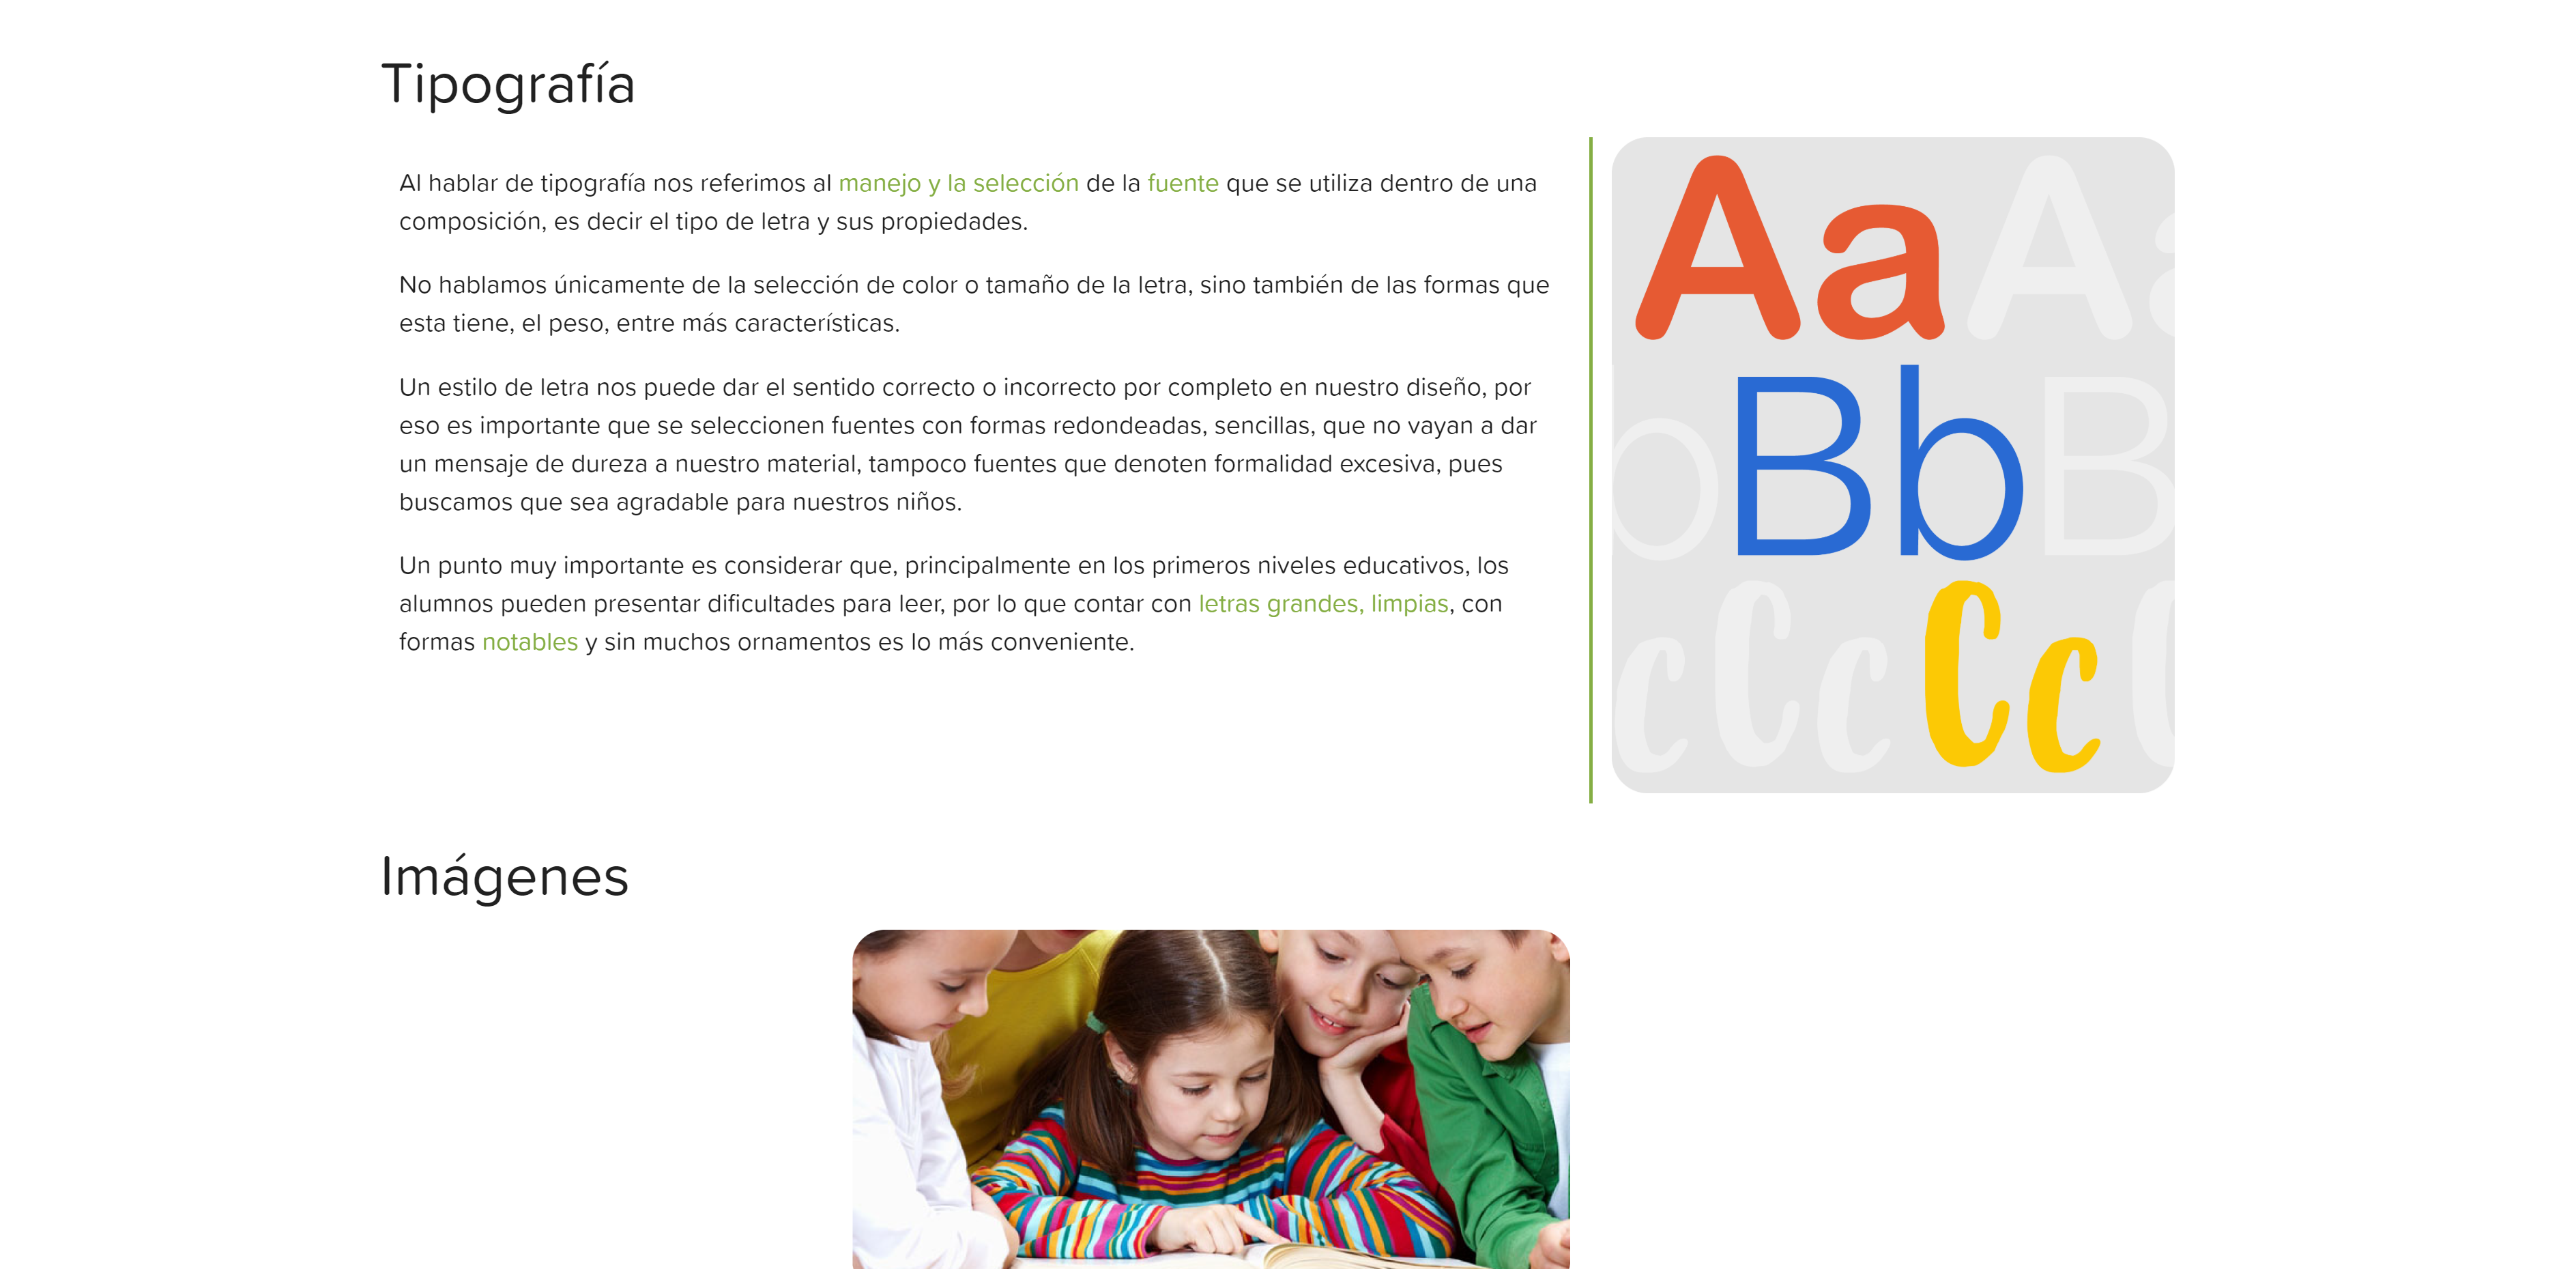 Tipografía
Al hablar de tipografía nos referimos al manejo y la selección de la fuente que se utiliza dentro de una
composición, es decir el tipo de letra y sus propiedades.
No hablamos únicamente de la selección de color o tamaño de la letra, sino también de las formas que
esta tiene, el peso, entre más características.
Un estilo de letra nos puede dar el sentido correcto o incorrecto por completo en nuestro diseño, por
eso es importante que se seleccionen fuentes con formas redondeadas, sencillas, que no vayan a dar
un mensaje de dureza a nuestro material, tampoco fuentes que denoten formalidad excesiva, pues
buscamos que sea agradable para nuestros niños.
Un punto muy importante es considerar que, principalmente en los primeros niveles educativos, los
alumnos pueden presentar dificultades para leer, por lo que contar con letras grandes, limpias, con
formas notables y sin muchos ornamentos es lo más conveniente.
Aa Aa
b Bb B
c Cc Cc C
Imágenes